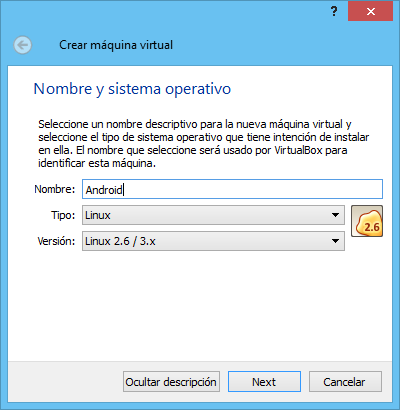 ?
Crear máquina virtual
Nombre y sistema operativo
Seleccione un nombre descriptivo para la nueva máquina virtual y
seleccione el tipo de sistema operativo que tiene intención de instalar
en ella. El nombre que seleccione será usado por VirtualBox para
identificar esta máquina.
Nombre: Android
Tipo: Linux
Versión: Linux 2.6 / 3.x
2.6
Ocultar descripción Next Cancelar